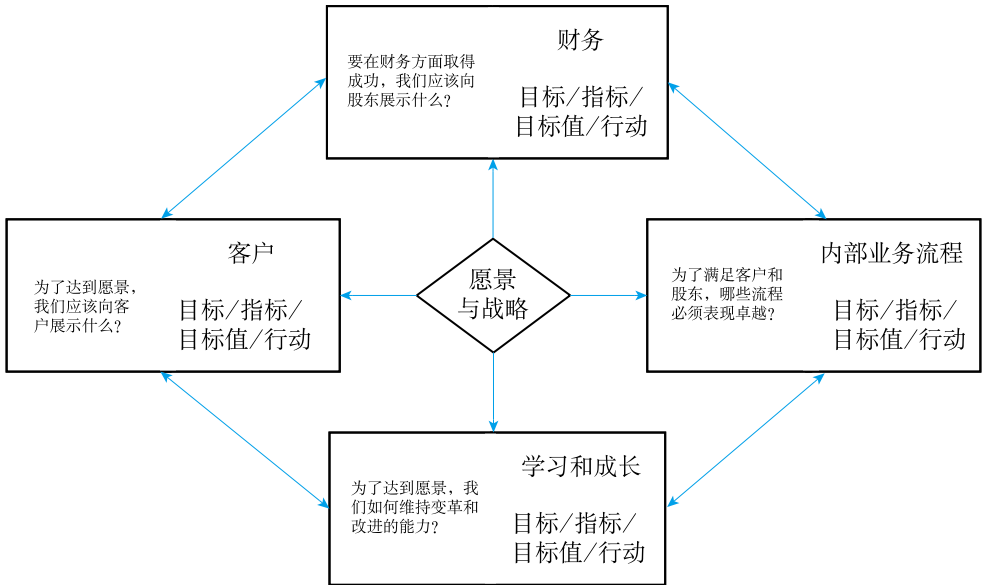 财务
要在财务方面取得
成功，我们应该向
股东展示什么？
目标/指标/
目标值/行动
客户
为了达到愿景，
我们应该向客
户展示什么？
目标/指标/
目标值/行动
愿景
与战略
内部业务流程
为了满足客户和
股东，哪些流程
必须表现卓越？
目标/指标/
目标值/行动
学习和成长
为了达到愿景，我
们如何维持变革和
改进的能力？
目标/指标/
目标值/行动